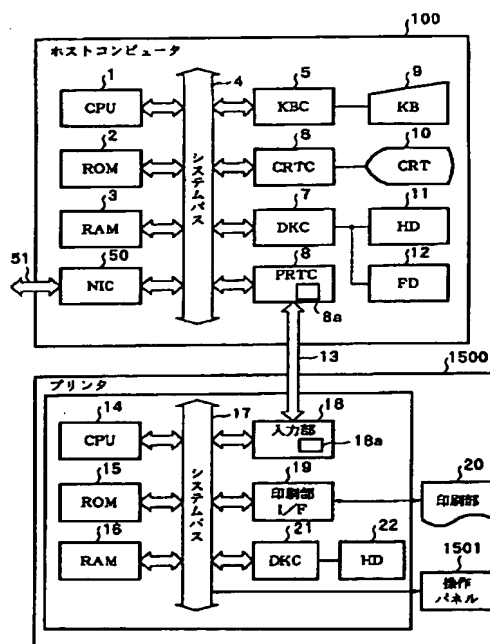 100
ホストコンピュータ
1 4 5 9
CPU KBC KB
2 6 10
ROM CRTC CRT
3 システムバス 7 11
RAM DKC HD
51 50 8 12
NIC PRTC FD
8a
13
1500
プリンタ
14 17 18
CPU 入力部
18a
15 19 20
ROM 印刷部 I/F 印刷部
16 システムバス 21 22 1501
RAM DKC HD 操作
パネル